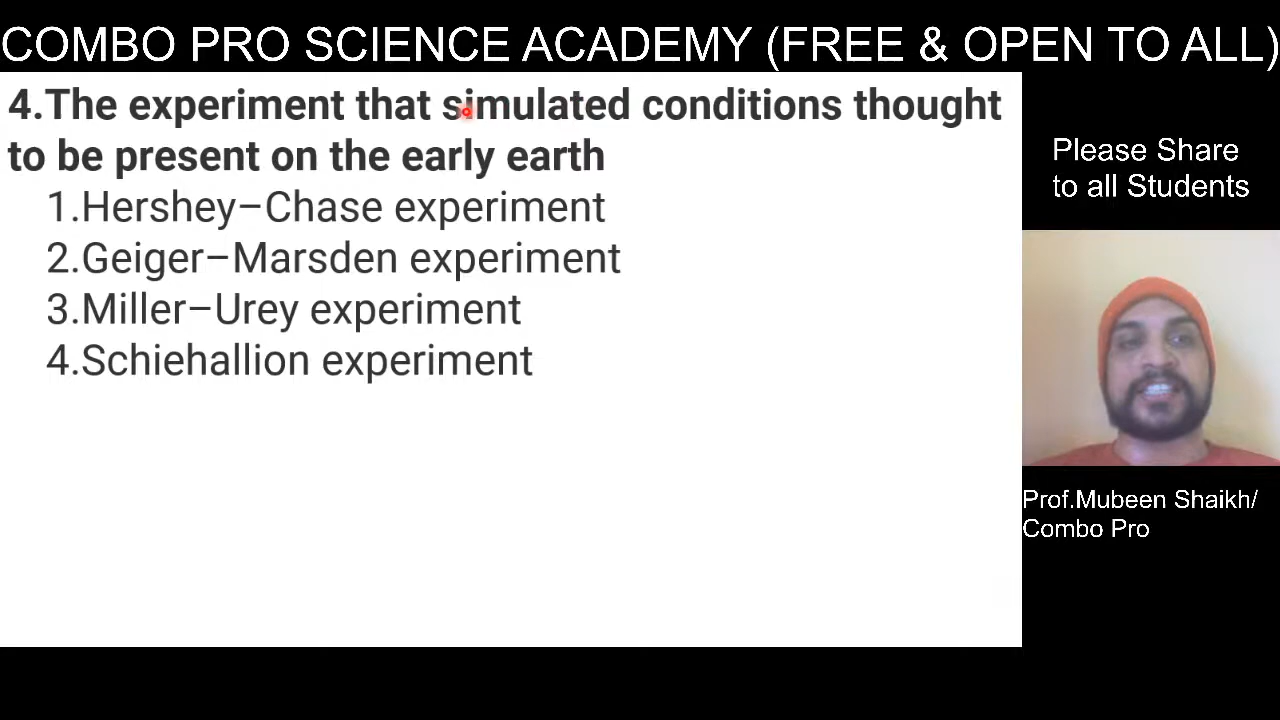 COMBO PRO SCIENCE ACADEMY (FREE & OPEN TO ALL)
4.The experiment that simulated conditions thought
to be present on the early earth
1.Hershey–Chase experiment
2.Geiger–Marsden experiment
3.Miller–Urey experiment
4.Schiehallion experiment
Please Share
to all Students
Prof.Mubeen Shaikh/
Combo Pro